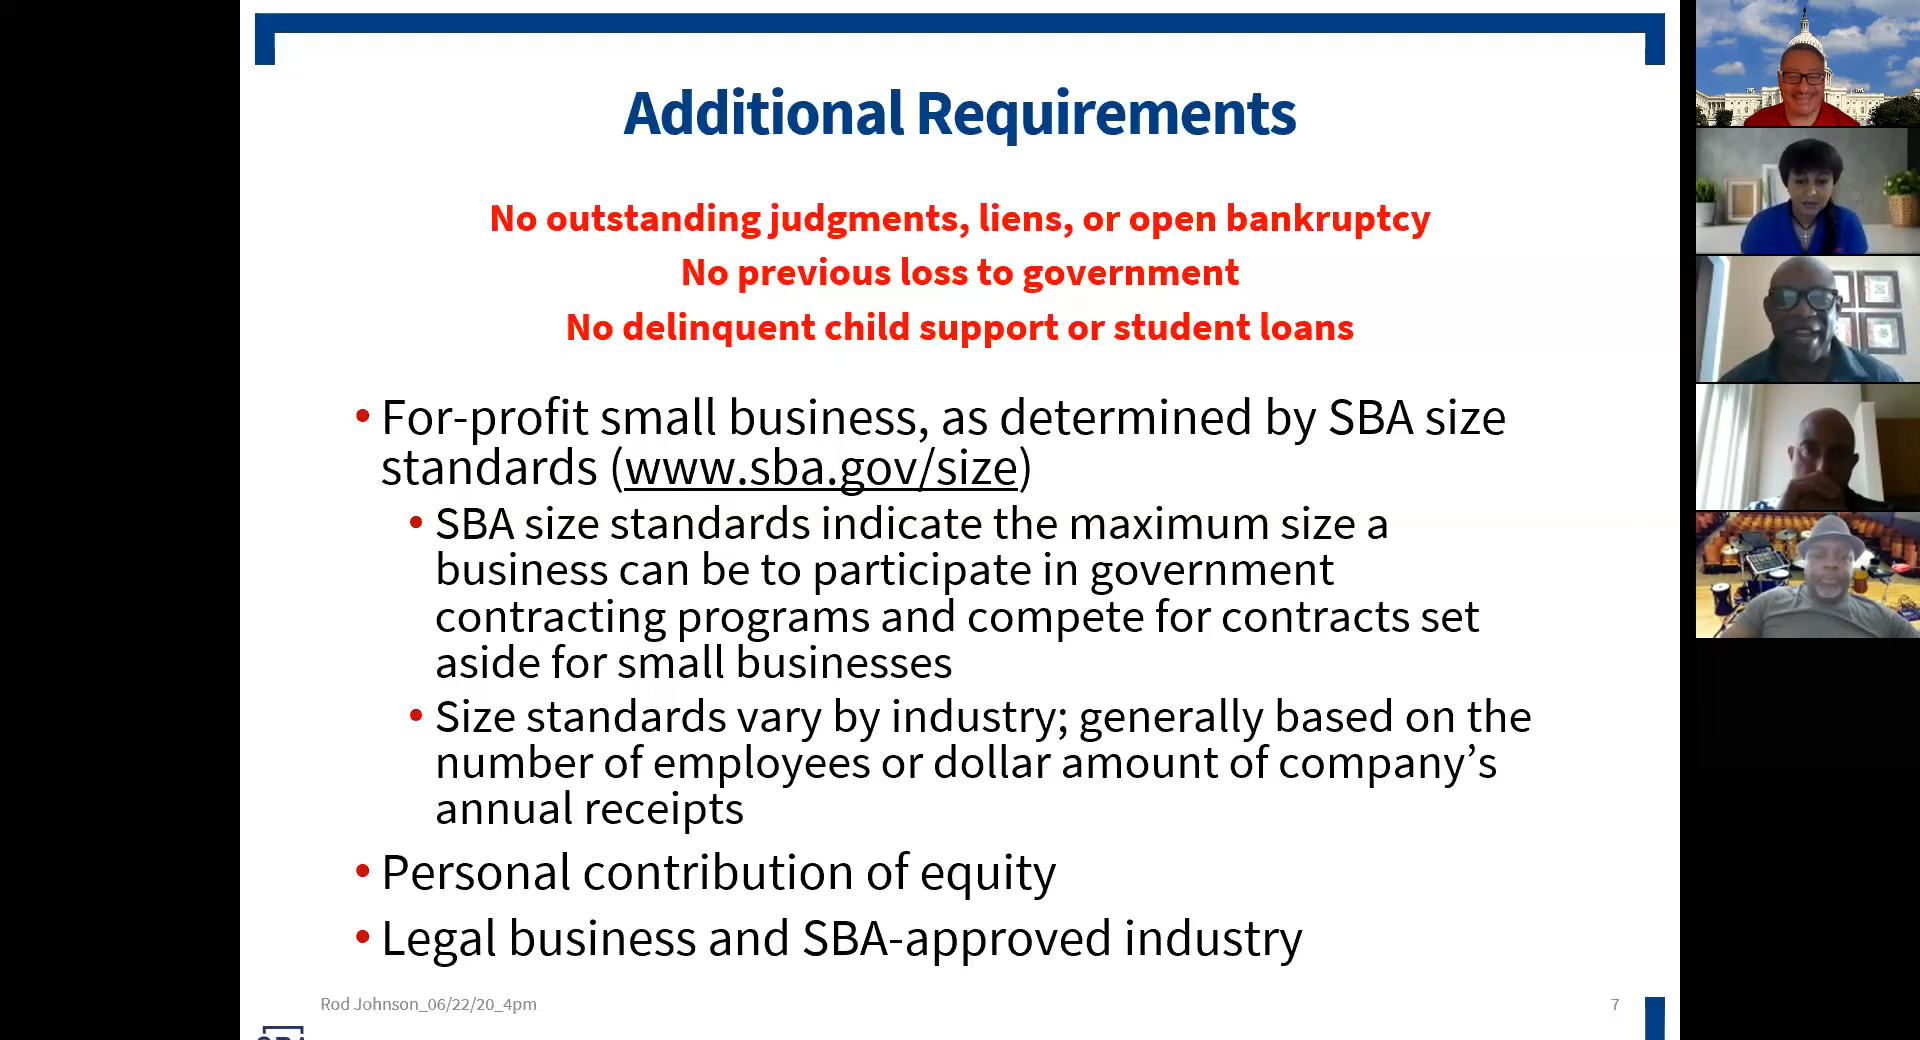 Additional Requirements
No outstanding judgments, liens, or open bankruptcy
No previous loss to government
No delinquent child support or student loans
• For-profit small business, as determined by SBA size
standards (www.sba.gov/size)
• SBA size standards indicate the maximum size a
business can be to participate in government
contracting programs and compete for contracts set
aside for small businesses
• Size standards vary by industry; generally based on the
number of employees or dollar amount of company’s
annual receipts
• Personal contribution of equity
• Legal business and SBA-approved industry
Rod Johnson_06/22/20_4pm
7